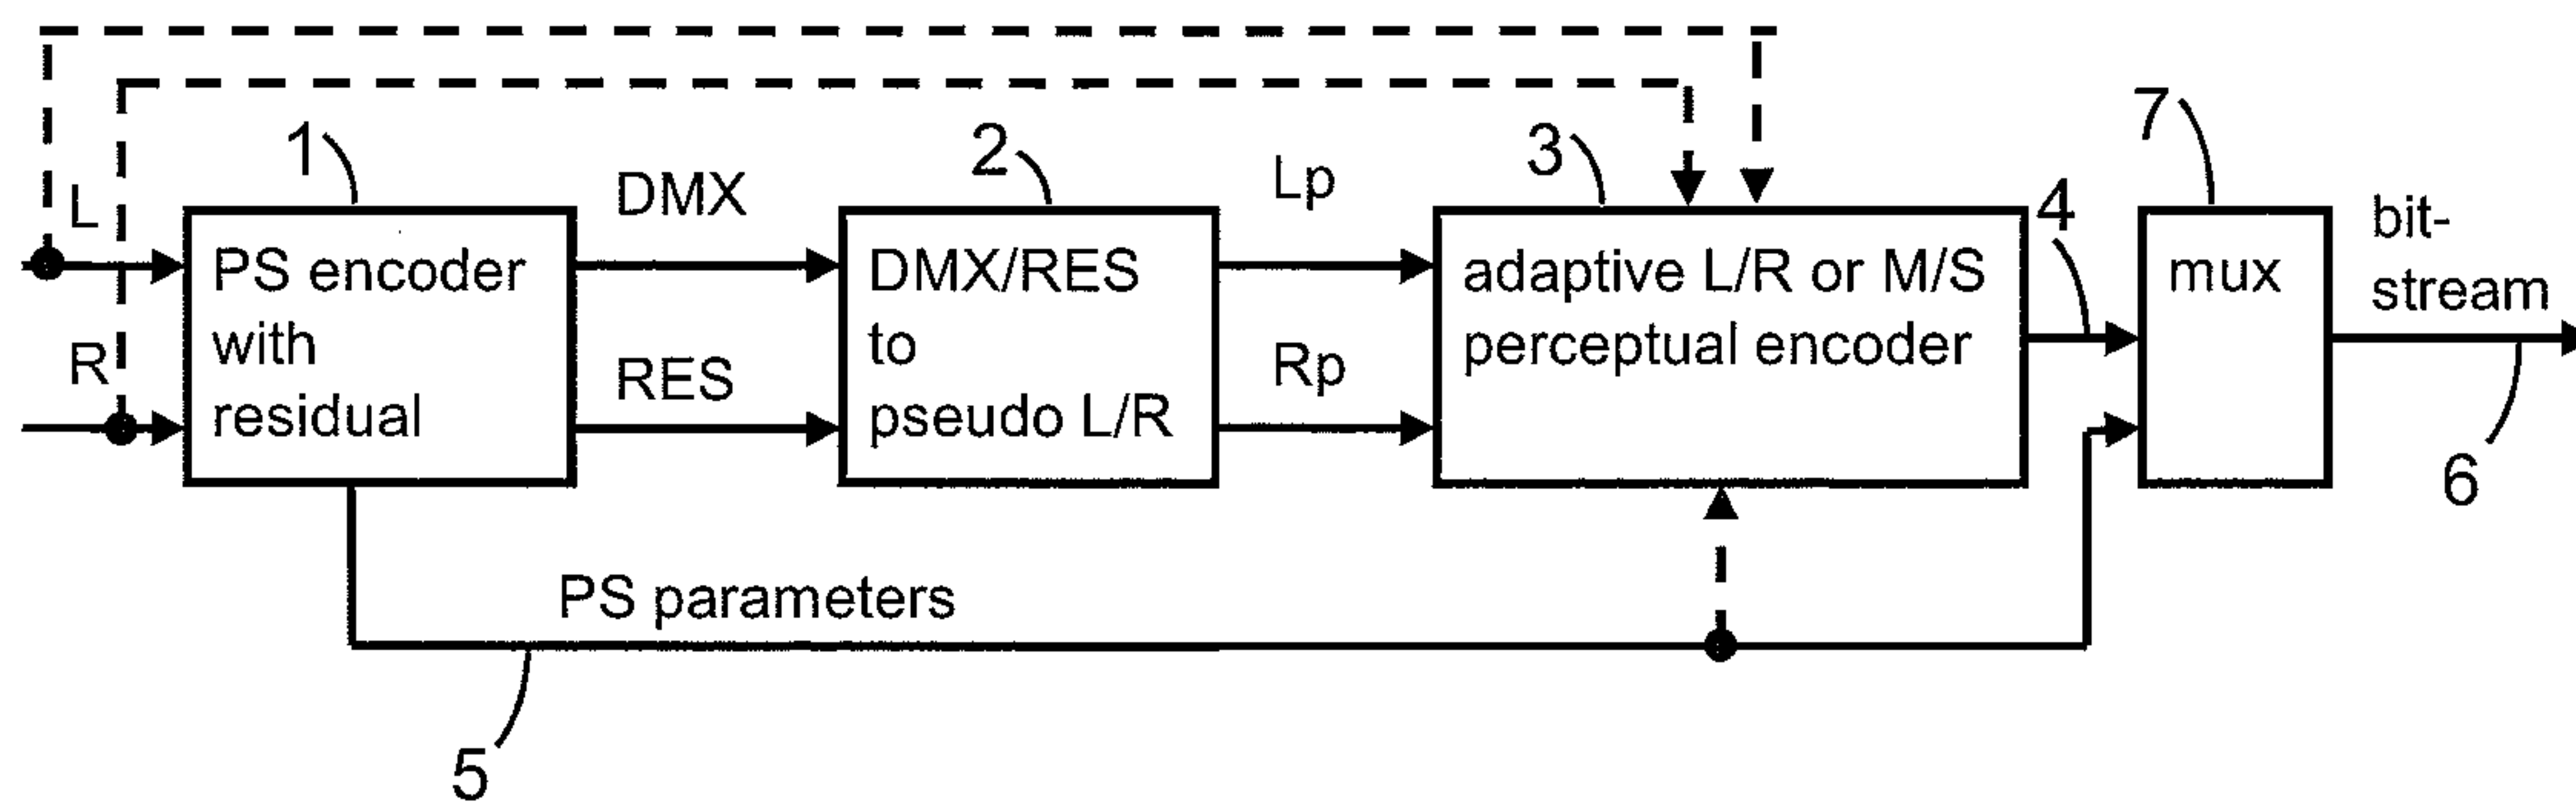 1
2
3
4
7
L
R
PS encoder
with
residual
DMX
RES
DMX/RES
to
pseudo L/R
Lp
Rp
adaptive L/R or M/S
perceptual encoder
mux
bit-
stream
6
PS parameters
5